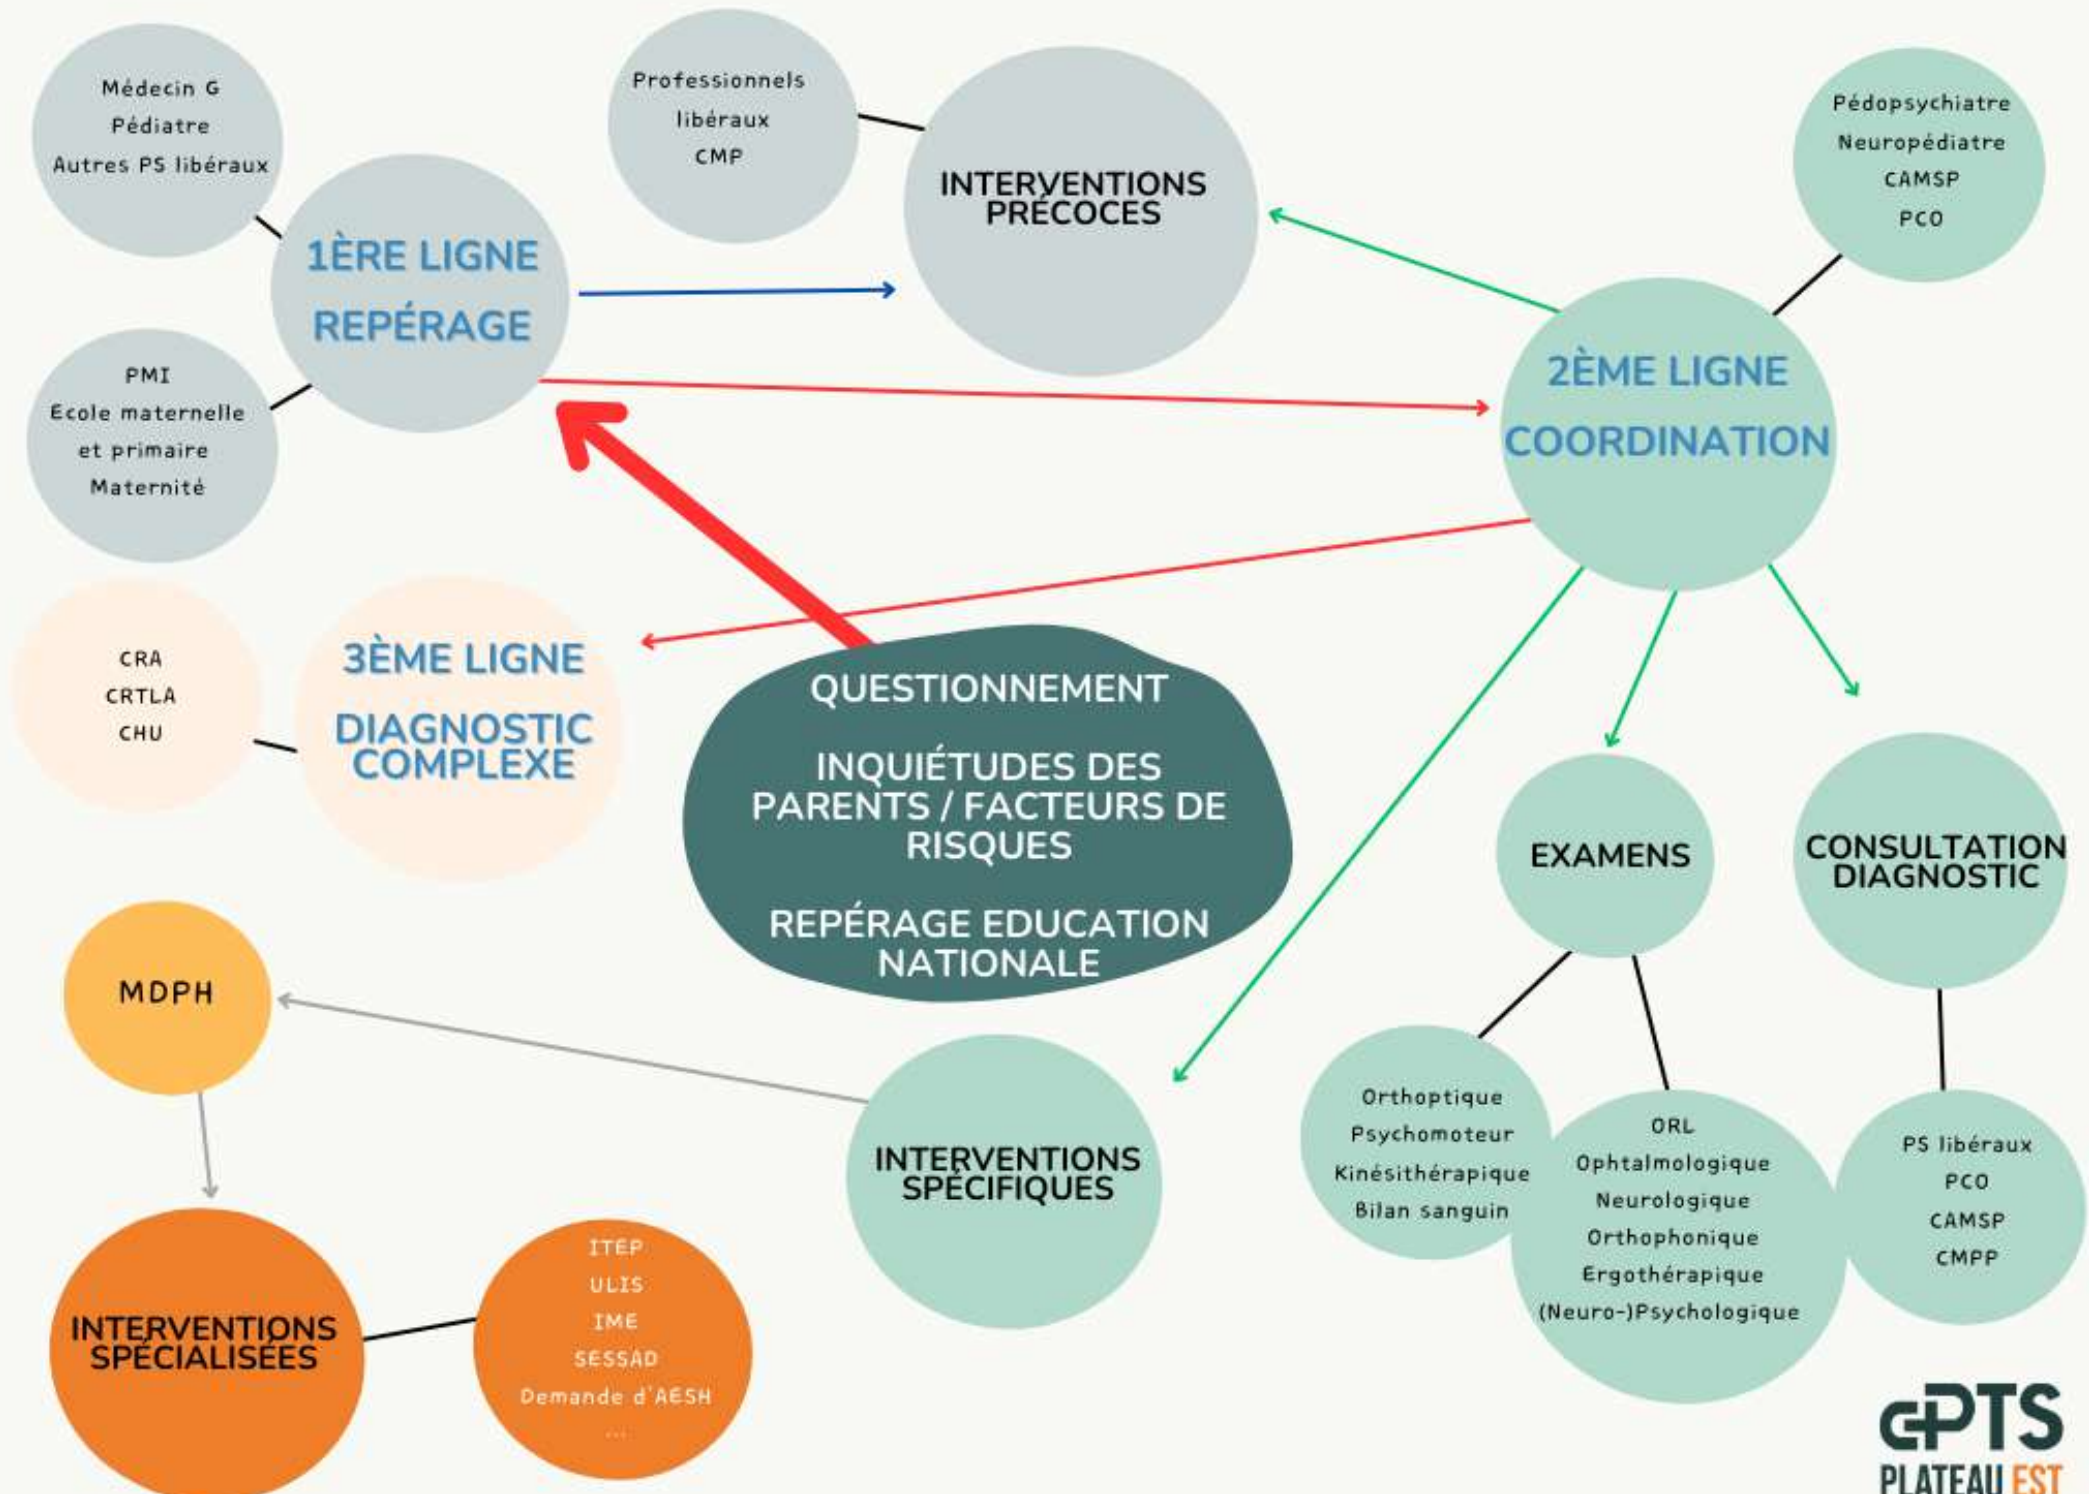 Médecin G
Pédiatre
Autres PS libéraux
1ÈRE LIGNE
REPÉRAGE
PMI
Ecole maternelle
et primaire
Maternité
Professionnels
libéraux
CMP
INTERVENTIONS
PRÉCOCES
Pédopsychiatre
Neuropédiatre
CAMSP
PCO
2ÈME LIGNE
COORDINATION
CRA
CRTLA
CHU
3ÈME LIGNE
DIAGNOSTIC
COMPLEXE
QUESTIONNEMENT
INQUIÉTUDES DES
PARENTS / FACTEURS DE
RISQUES
REPÉRAGE EDUCATION
NATIONALE
EXAMENS
CONSULTATION
DIAGNOSTIC
MDPH
INTERVENTIONS
SPÉCIFIQUES
Orthoptique
Psychomoteur
Kinésithérapique
Bilan sanguin
ORL
Ophtalmologique
Neurologique
Orthophonique
Ergothérapique
(Neuro-)Psychologique
PS libéraux
PCO
CAMSP
CMPP
INTERVENTIONS
SPÉCIALISÉES
ITEP
ULIS
IME
SESSAD
Demande d'AESH
...
CPTS
PLATEAU EST